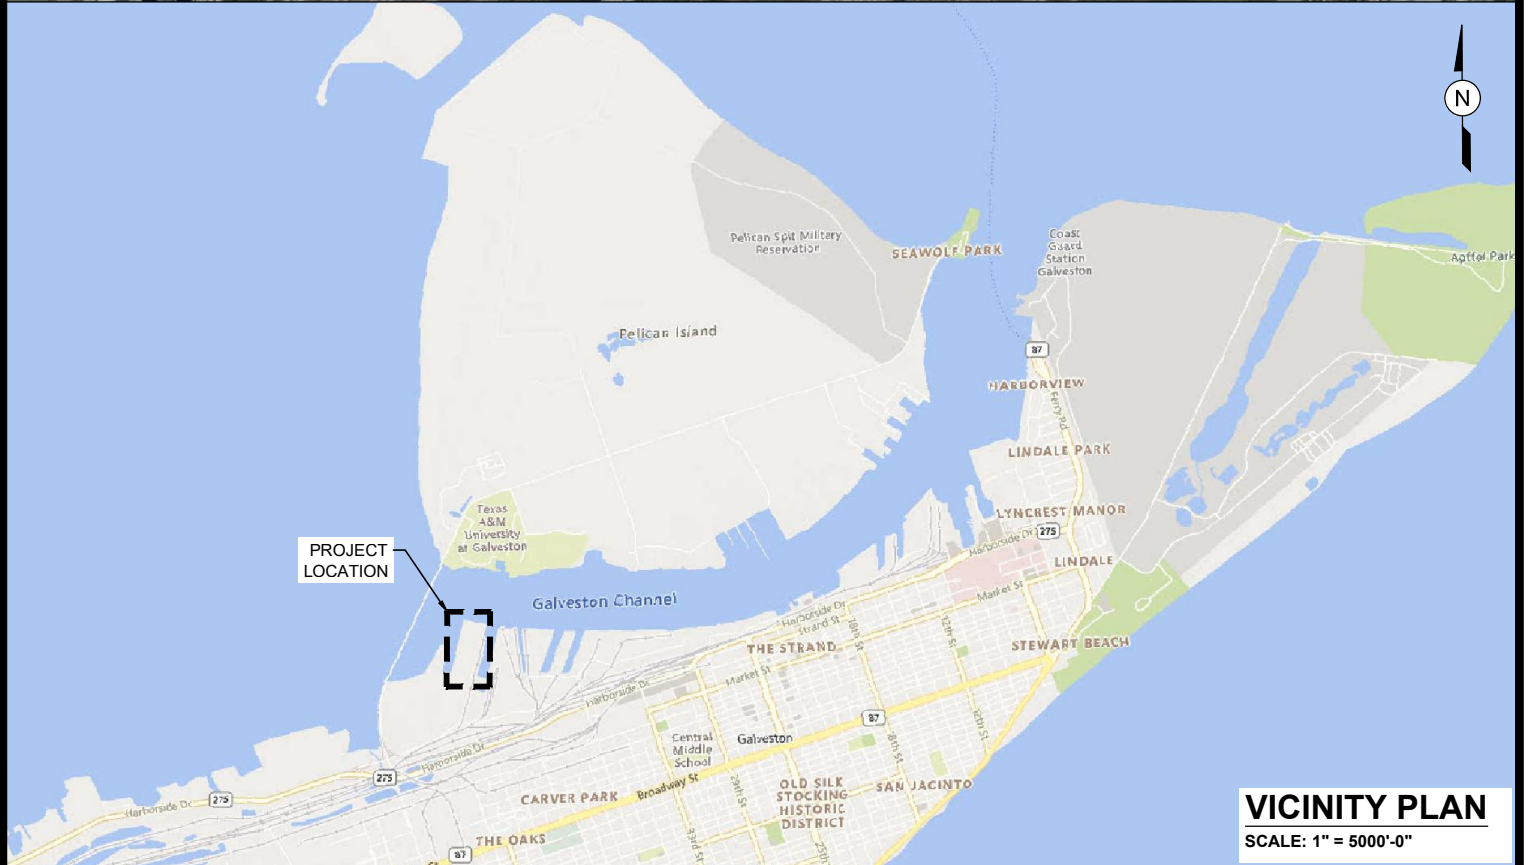 N
Pelican Spit Military
Reservation
SEAWOLF PARK
Coast
Guard
Station
Galveston
Apffel Park
Pelican Island
87
HARBORVIEW
Ferry Rd
LINDALE PARK
Texas
A&M
University
at Galveston
LYNCREST MANOR
275
Harborside Dr
PROJECT
LOCATION
LINDALE
Market St
Galveston Channel
Harborside Dr
Strand St
18th St
12th St
THE STRAND
STEWART BEACH
Market St
Harborside Dr
87
12th St
Central
Middle
School
Galveston
8th St
Harborside Dr
275
275
Harborside Dr
Broadway St
29th St
CARVER PARK
OLD SILK
STOCKING
HISTORIC
DISTRICT
SAN JACINTO
THE OAKS
33rd St
25th St
87
St
VICINITY PLAN
SCALE: 1" = 5000'-0"